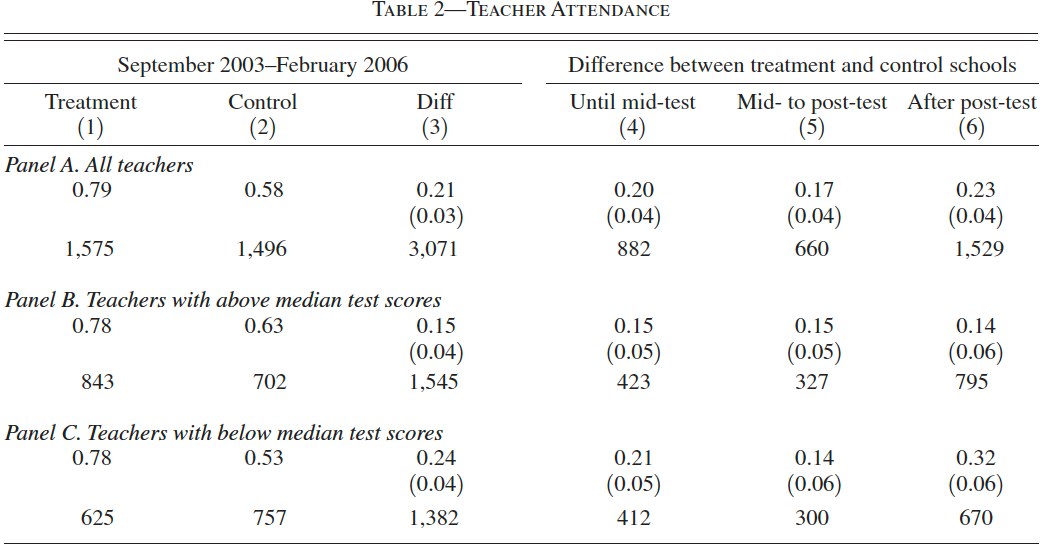 TABLE 2—TEACHER ATTENDANCE
September 2003–February 2006 Difference between treatment and control schools
Treatment Control Diff Until mid-test Mid- to post-test After post-test
(1) (2) (3) (4) (5) (6)
Panel A. All teachers
0.79 0.58 0.21 0.20 0.17 0.23
(0.03) (0.04) (0.04) (0.04)
1,575 1,496 3,071 882 660 1,529
Panel B. Teachers with above median test scores
0.78 0.63 0.15 0.15 0.15 0.14
(0.04) (0.05) (0.05) (0.06)
843 702 1,545 423 327 795
Panel C. Teachers with below median test scores
0.78 0.53 0.24 0.21 0.14 0.32
(0.04) (0.05) (0.06) (0.06)
625 757 1,382 412 300 670